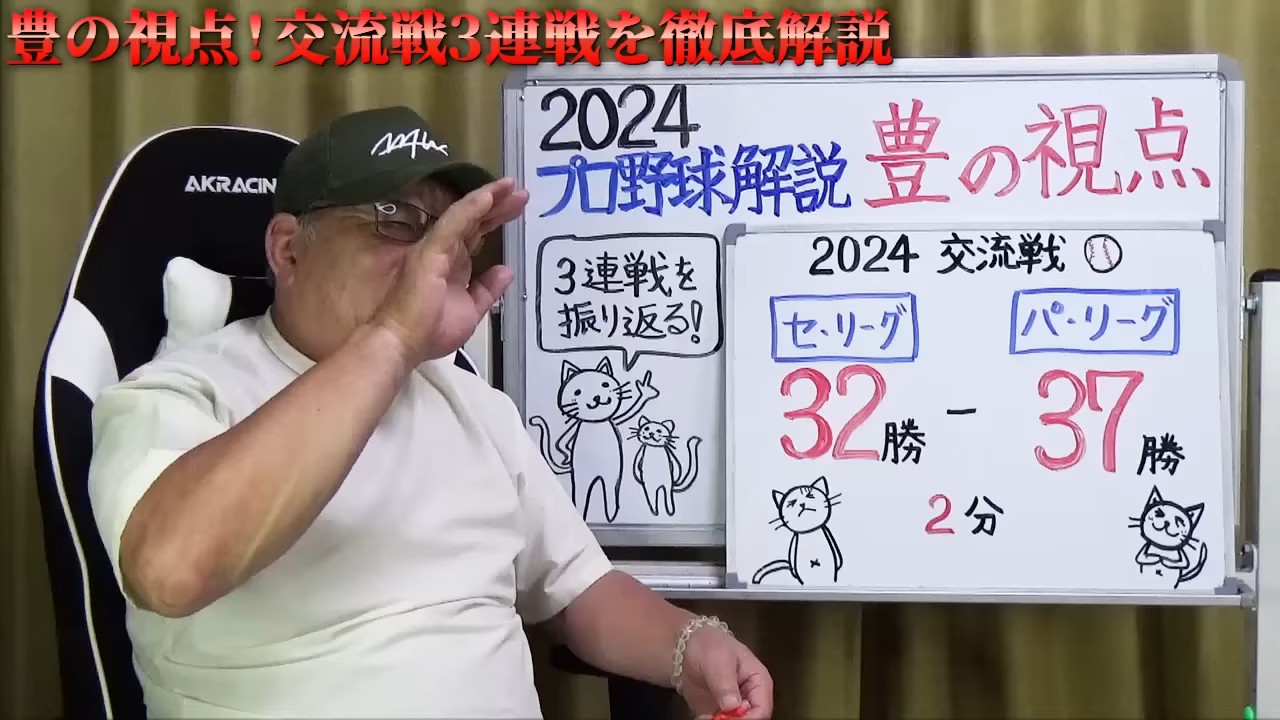 豊の視点!交流戦3連戦を徹底解説
AKRACIN
2024
プロ野球解説 豊の視点
3連戦を
振り返る!
2024 交流戦
セ・リーグ
パ・リーグ
32勝 - 37勝
2分